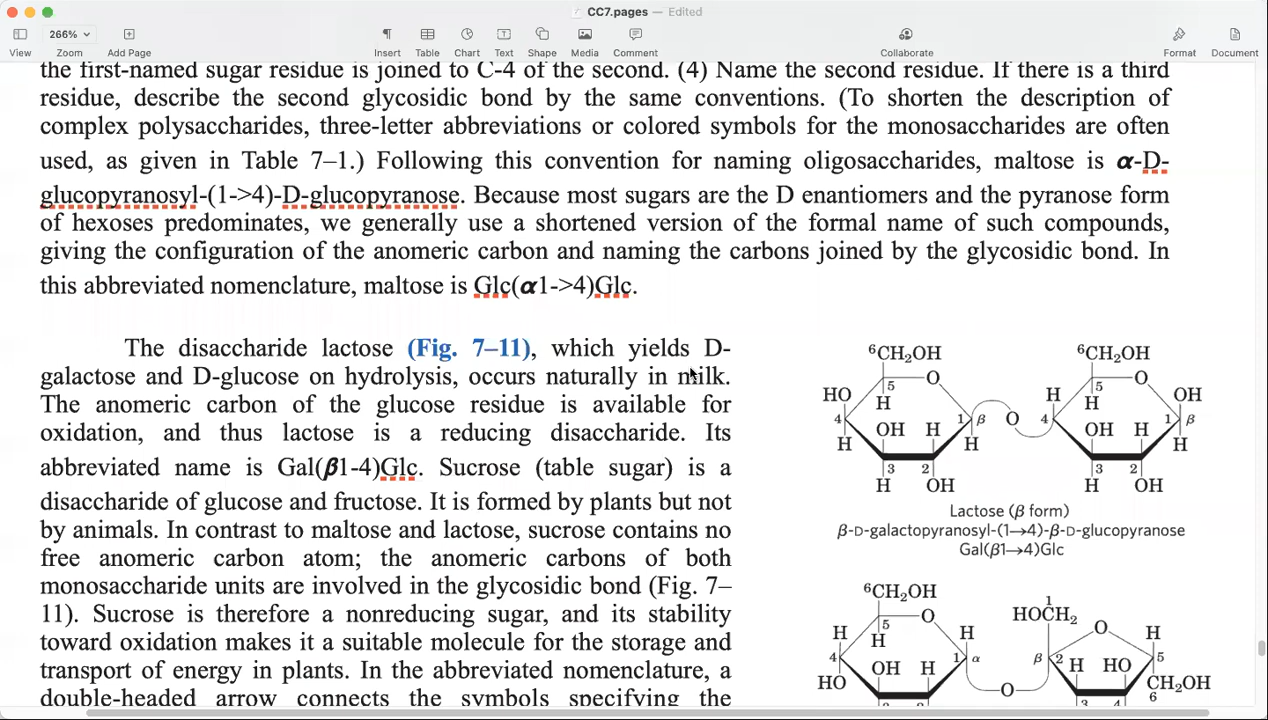 CC7.pages — Edited
266%
View Zoom Add Page Insert Table Chart Text Shape Media Comment Collaborate Format Document
the first-named sugar residue is joined to C-4 of the second. (4) Name the second residue. If there is a third
residue, describe the second glycosidic bond by the same conventions. (To shorten the description of
complex polysaccharides, three-letter abbreviations or colored symbols for the monosaccharides are often
used, as given in Table 7–1.) Following this convention for naming oligosaccharides, maltose is α-D-
glucopyranosyl-(1->4)-D-glucopyranose. Because most sugars are the D enantiomers and the pyranose form
of hexoses predominates, we generally use a shortened version of the formal name of such compounds,
giving the configuration of the anomeric carbon and naming the carbons joined by the glycosidic bond. In
this abbreviated nomenclature, maltose is Glc(α1->4)Glc.
The disaccharide lactose (Fig. 7–11), which yields D-
galactose and D-glucose on hydrolysis, occurs naturally in milk.
The anomeric carbon of the glucose residue is available for
oxidation, and thus lactose is a reducing disaccharide. Its
abbreviated name is Gal(β1-4)Glc. Sucrose (table sugar) is a
disaccharide of glucose and fructose. It is formed by plants but not
by animals. In contrast to maltose and lactose, sucrose contains no
free anomeric carbon atom; the anomeric carbons of both
monosaccharide units are involved in the glycosidic bond (Fig. 7–
11). Sucrose is therefore a nonreducing sugar, and its stability
toward oxidation makes it a suitable molecule for the storage and
transport of energy in plants. In the abbreviated nomenclature, a
double-headed arrow connects the symbols specifying the
⁶CH₂OH ⁶CH₂OH
O O
HO 5 H 5 OH
H H
4 OH H 1 β O 4 OH H 1 β
H H H
3 2 3 2
H OH H OH
Lactose (β form)
β-D-galactopyranosyl-(1→4)-β-D-glucopyranose
Gal(β1→4)Glc
⁶CH₂OH 1
O HOCH₂ O
H 5 H H
H
4 1 α β 2 H HO 5
OH H CH₂OH
HO O 6
3 4